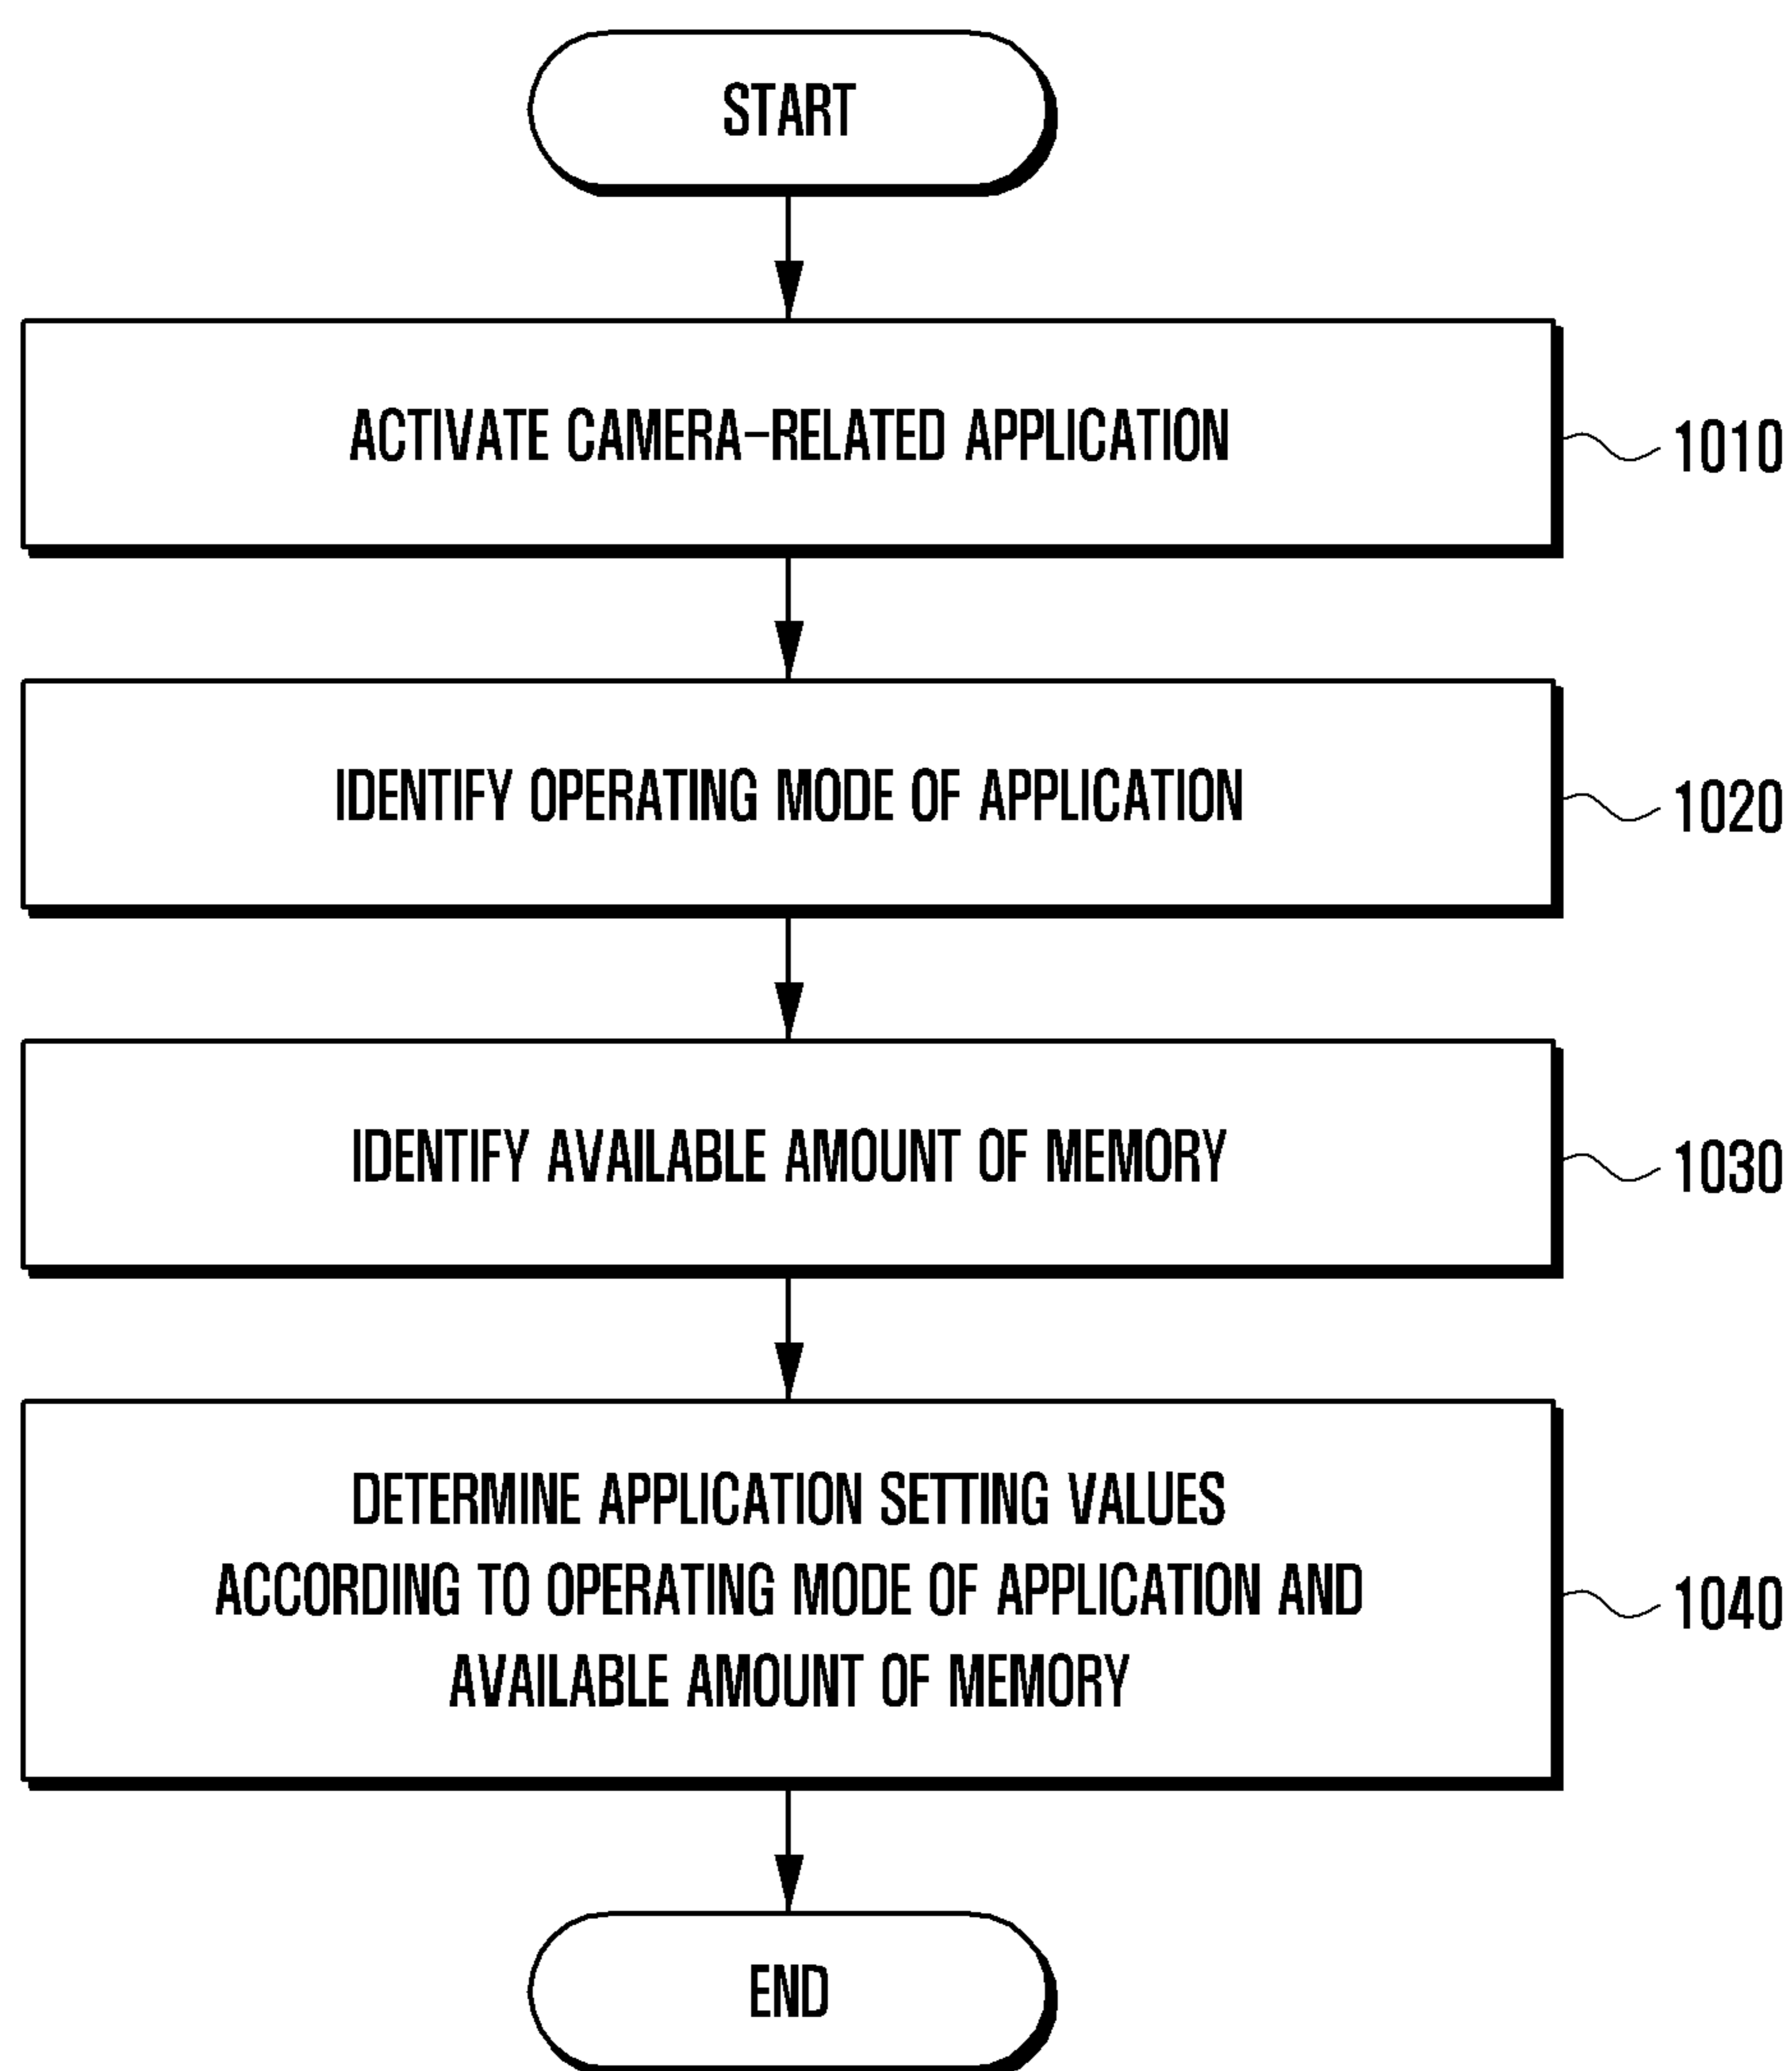 START
ACTIVATE CAMERA-RELATED APPLICATION
1010
IDENTIFY OPERATING MODE OF APPLICATION
1020
IDENTIFY AVAILABLE AMOUNT OF MEMORY
1030
DETERMINE APPLICATION SETTING VALUES
ACCORDING TO OPERATING MODE OF APPLICATION AND
AVAILABLE AMOUNT OF MEMORY
1040
END